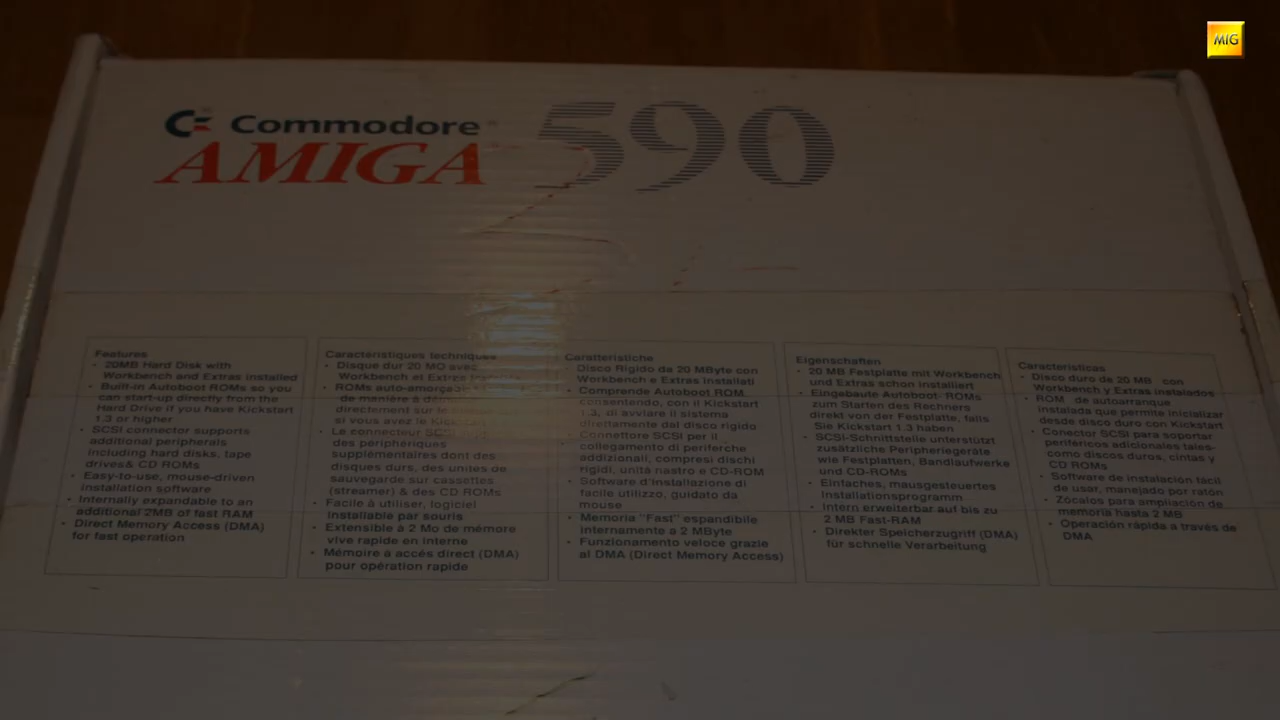 MIG
Commodore
AMIGA 590
Features
• 20MB Hard Disk with
Workbench and Extras installed
• Built-in Autoboot ROMs so you
can start-up directly from the
Hard Drive if you have Kickstart
1.3 or higher
• SCSI connector supports
additional peripherals
including hard disks, tape
drives & CD ROMs
• Easy-to-use, mouse-driven
installation software
• Internally expandable to an
additional 2MB of fast RAM
• Direct Memory Access (DMA)
for fast operation
Caractéristiques techniques
• Disque dur 20 MO avec
Workbench et Extras
• ROMs auto-amorçable
de manière à
directement sur le
si vous avez le Kickstart
• Le connecteur SCSI
des péripheriques
supplémentaires dont des
disques durs, des unites de
sauvegarde sur cassettes
(streamer) & des CD ROMs
• Facile à utiliser, logiciel
installable par souris
• Extensible à 2 Mo de mémore
vive rapide en interne
• Mémoire à accés direct (DMA)
pour opération rapide
Caratteristiche
Disco Rigido da 20 MByte con
Workbench e Extras installati
• Comprende Autoboot ROM
consentendo, con il Kickstart
1.3, di avviare il sistema
direttamente dal disco rigido
• Connettore SCSI per il
collegamento di periferche
addizionali, compresi dischi
rigidi, unità nastro e CD-ROM
• Software d'installazione di
facile utilizzo, guidato da
mouse
• Memoria "Fast" espandibile
internamente a 2 MByte
• Funzionamento veloce grazie
al DMA (Direct Memory Access)
Eigenschaften
• 20 MB Festplatte mit Workbench
und Extras schon installiert
• Eingebaute Autoboot- ROMs
zum Starten des Rechners
direkt von der Festplatte, falls
Sie Kickstart 1.3 haben
• SCSI-Schnittstelle unterstützt
zusätzliche Peripheriegeräte
wie Festplatten, Bandlaufwerke
und CD-ROMs
• Einfaches, mausgesteuertes
Installationsprogramm
• Intern erweiterbar auf bis zu
2 MB Fast-RAM
• Direkter Speicherzugriff (DMA)
für schnelle Verarbeitung
Caracteristicas
• Disco duro da 20 MB con
Workbench y Extras instalados
• ROM de autoarranque
instalada que permite inicializar
desde disco duro con Kickstart
• Conector SCSI para soportar
periféricos adicionales tales-
como discos duros, cintas y
CD ROMs
• Software de instalación fácil
de usar, manejado por ratón
• Zócalos para ampliación de
memoria hasta 2 MB
• Operación rápida a través de
DMA